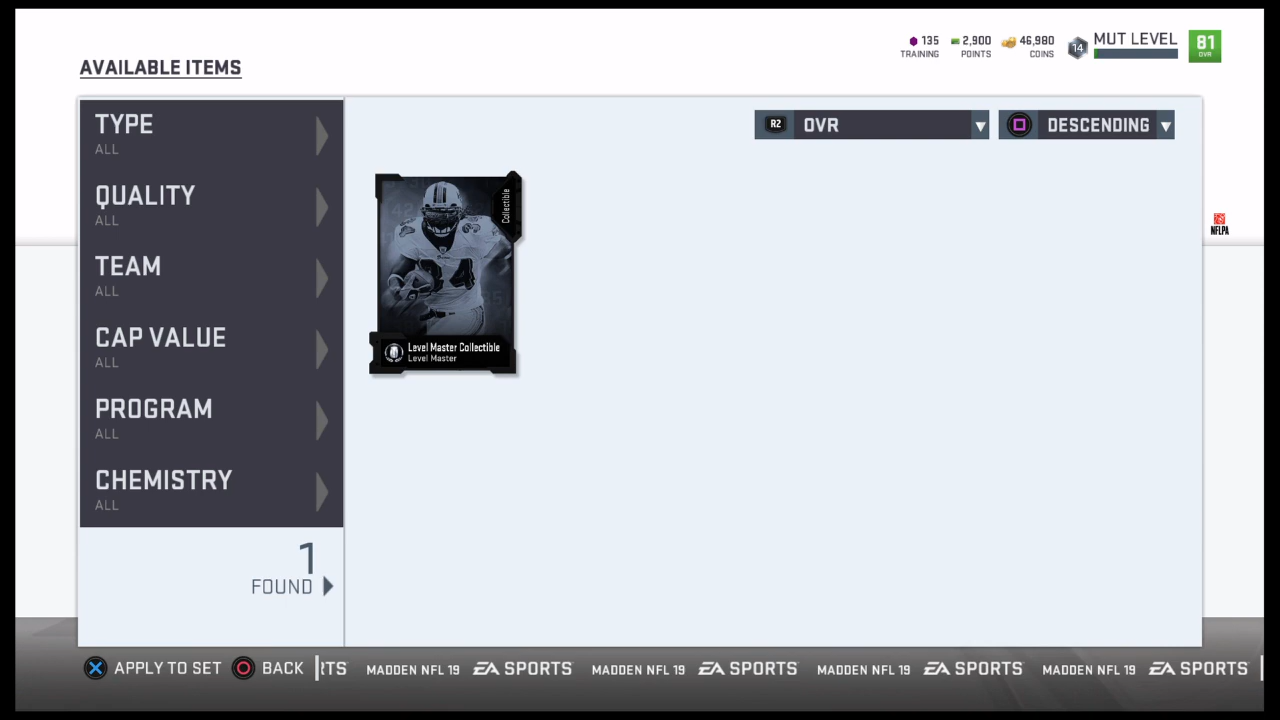 135
TRAINING
2,900
POINTS
46,980
COINS
14
MUT LEVEL
81
OVR
AVAILABLE ITEMS
TYPE
ALL
QUALITY
ALL
TEAM
ALL
CAP VALUE
ALL
PROGRAM
ALL
CHEMISTRY
ALL
1
FOUND
R2
OVR
DESCENDING
Collectible
34
Level Master Collectible
Level Master
NFLPA
APPLY TO SET
BACK
RTS MADDEN NFL 19 EA SPORTS MADDEN NFL 19 EA SPORTS MADDEN NFL 19 EA SPORTS MADDEN NFL 19 EA SPORTS